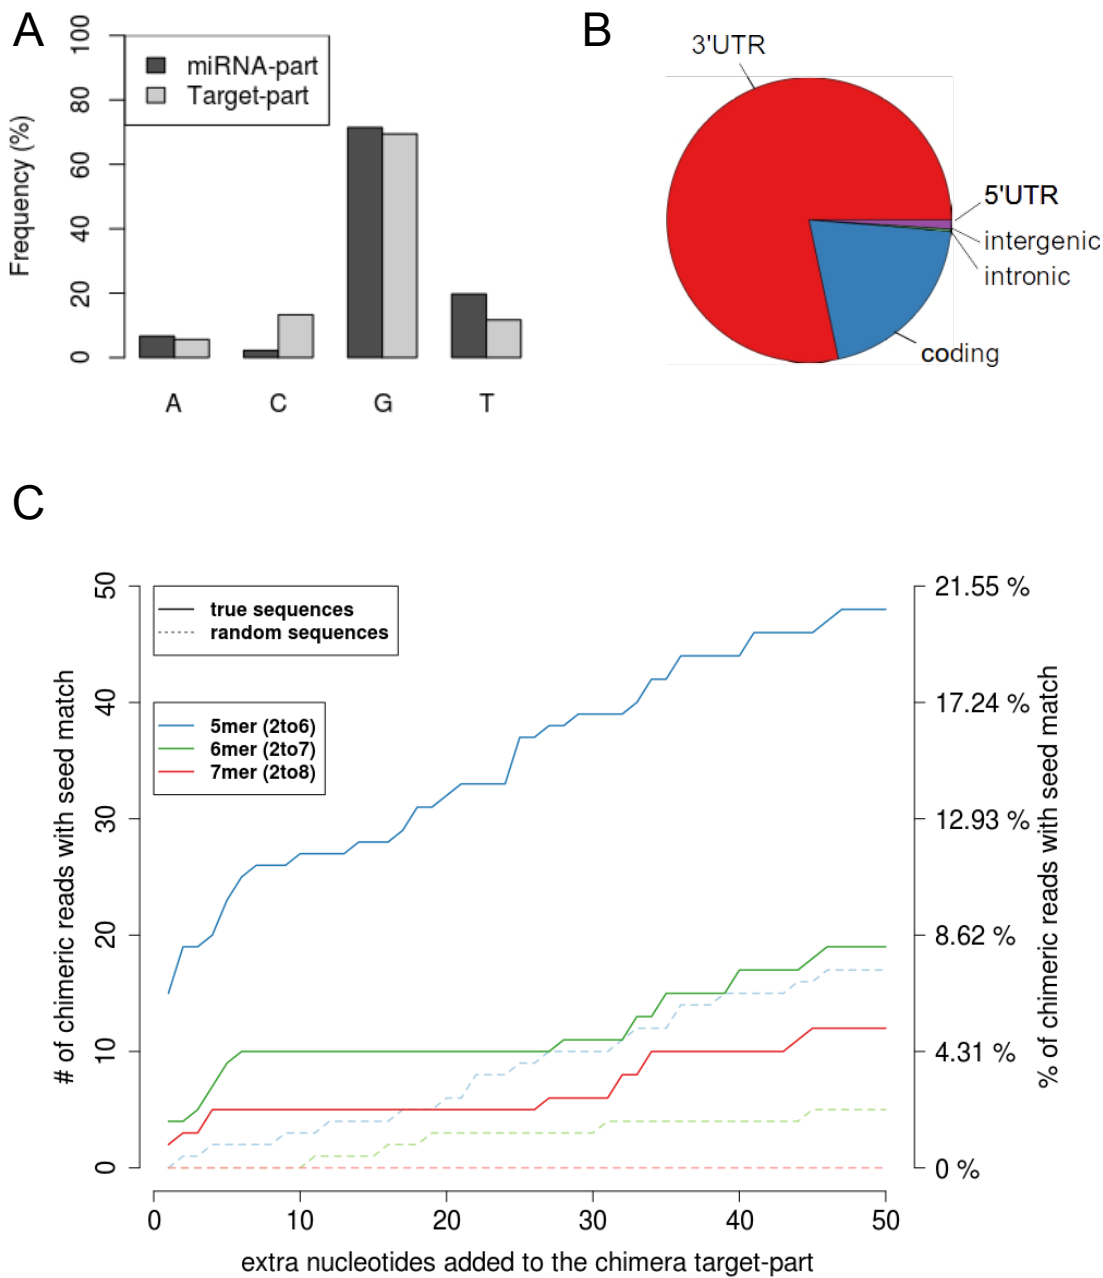 A
Frequency (%)
0
20
40
60
80
100
miRNA-part
Target-part
A
C
G
T
B
3'UTR
5'UTR
intergenic
intronic
coding
C
# of chimeric reads with seed match
0
10
20
30
40
50
true sequences
random sequences
5mer (2to6)
6mer (2to7)
7mer (2to8)
21.55 %
17.24 %
12.93 %
8.62 %
4.31 %
0 %
% of chimeric reads with seed match
0
10
20
30
40
50
extra nucleotides added to the chimera target-part